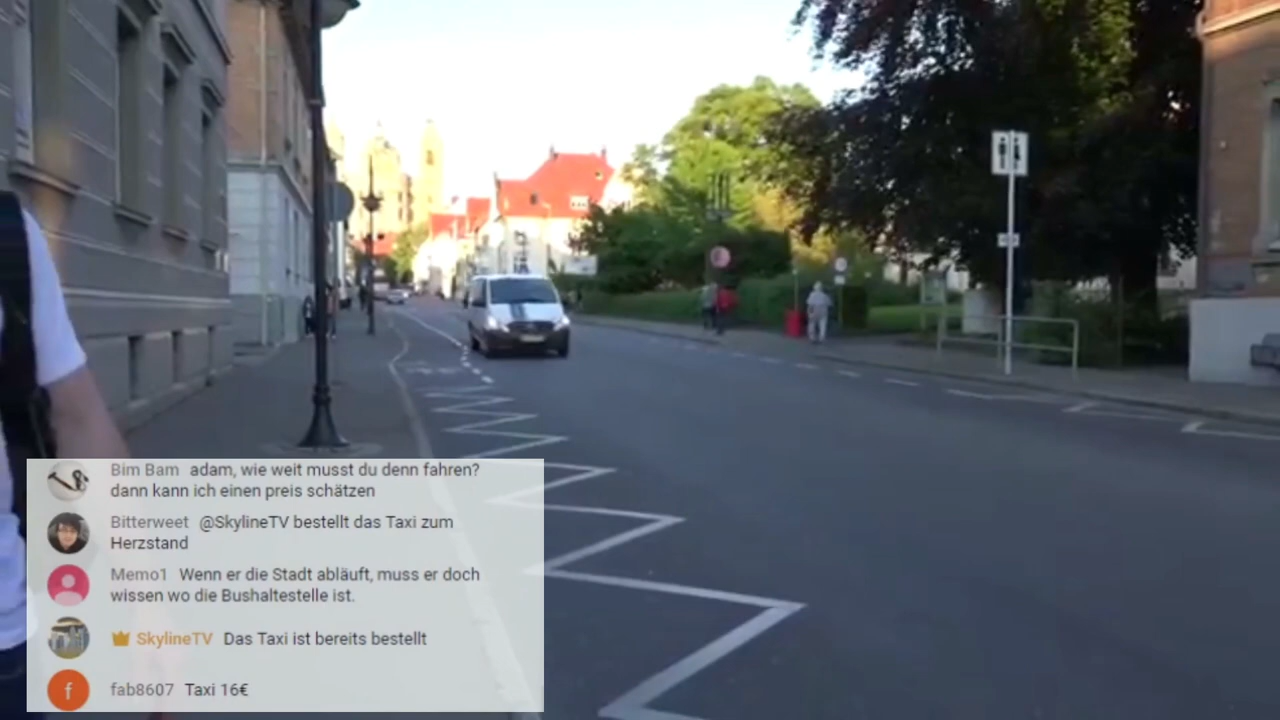 Bim Bam adam, wie weit musst du denn fahren?
dann kann ich einen preis schätzen
Bitterweet @SkylineTV bestellt das Taxi zum
Herzstand
Memo1 Wenn er die Stadt abläuft, muss er doch
wissen wo die Bushaltestelle ist.
SkylineTV Das Taxi ist bereits bestellt
f fab8607 Taxi 16€